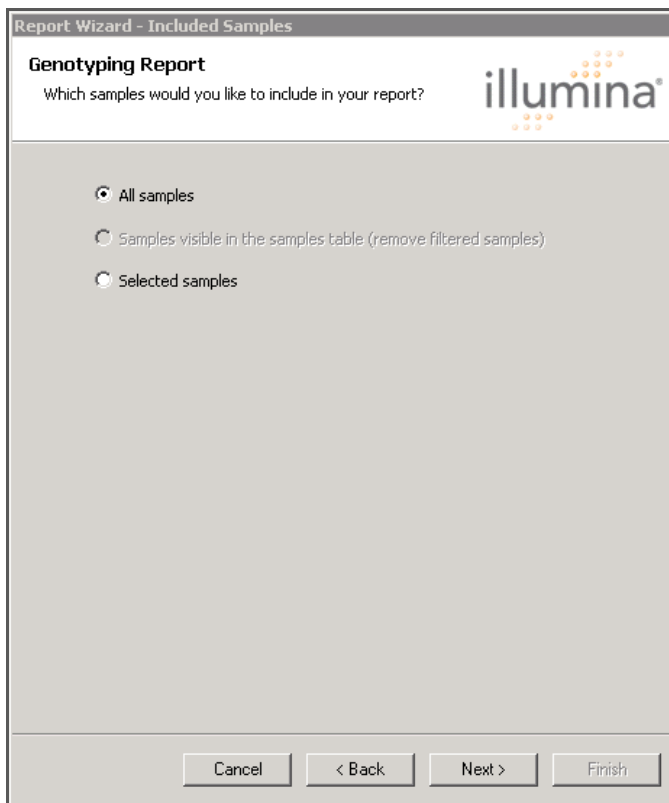 Report Wizard - Included Samples
Genotyping Report
Which samples would you like to include in your report?
illumina®
All samples
Samples visible in the samples table (remove filtered samples)
Selected samples
Cancel
< Back
Next >
Finish